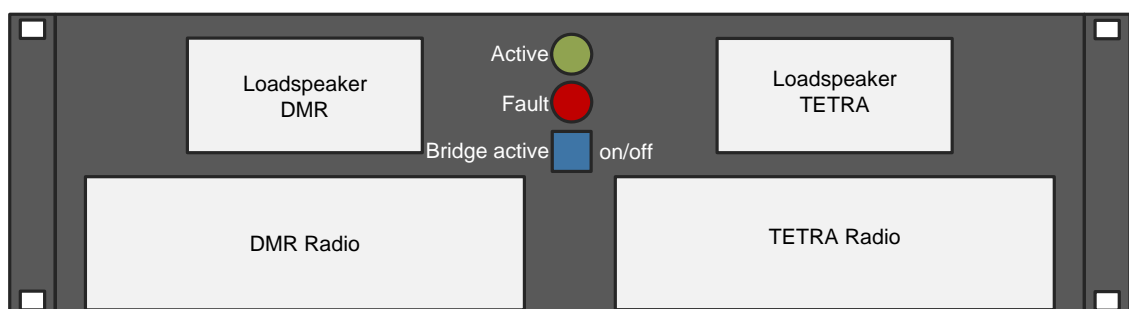 Loadspeaker
DMR
Active
Fault
Bridge active on/off
Loadspeaker
TETRA
DMR Radio
TETRA Radio